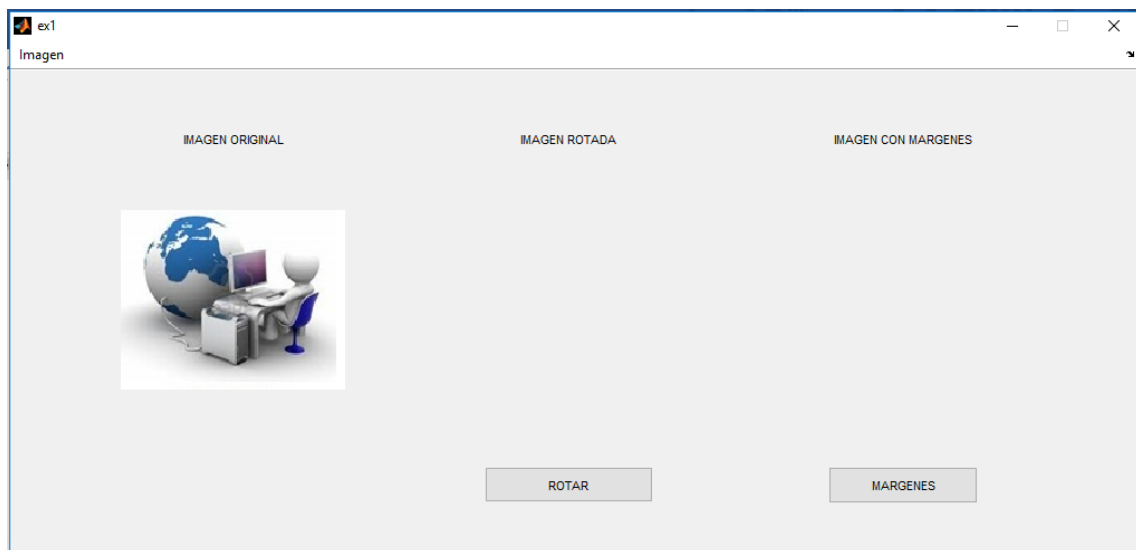 ex1
Imagen
IMAGEN ORIGINAL
IMAGEN ROTADA
IMAGEN CON MARGENES
ROTAR
MARGENES